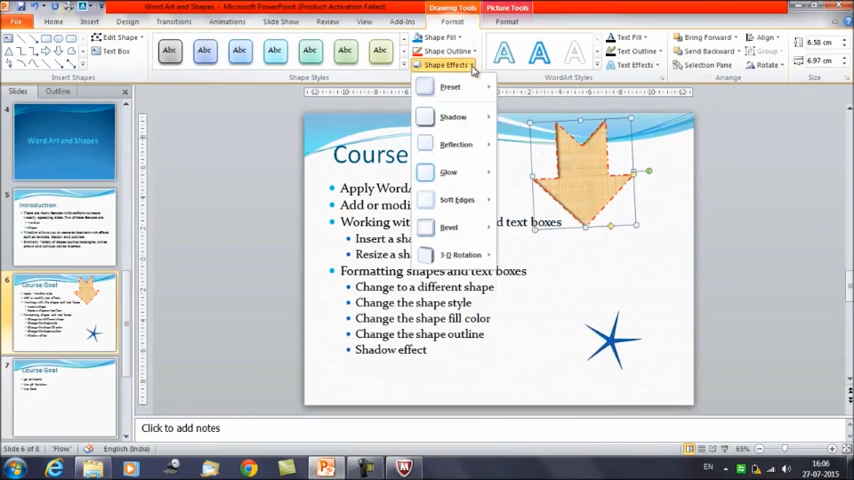 Word Art and Shapes - Microsoft PowerPoint (Product Activation Failed)
Drawing Tools
Picture Tools
File
Home
Insert
Design
Transitions
Animations
Slide Show
Review
View
Add-Ins
Format
Format
Edit Shape
Text Box
Insert Shapes
Abc
Abc
Abc
Abc
Abc
Shape Styles
Shape Fill
Shape Outline
Shape Effects
Text Fill
Text Outline
Text Effects
WordArt Styles
Bring Forward
Send Backward
Selection Pane
Align
Group
Rotate
Arrange
6.58 cm
6.97 cm
Size
Slides
Outline
Preset
Shadow
Reflection
Glow
Soft Edges
Bevel
3-D Rotation
4
Word Art and Shapes
5
Introduction
6
Course Goal
7
Course Goal
Course
Apply Word
Add or modi
Working with
and text boxes
Insert a sha
Resize a sha
Formatting shapes and text boxes
Change to a different shape
Change the shape style
Change the shape fill color
Change the shape outline
Shadow effect
Click to add notes
Slide 6 of 8
"Flow"
English (India)
65%
EN
16:06
27-07-2015